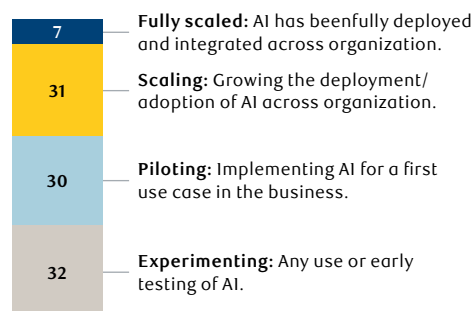 7
Fully scaled: AI has beenfully deployed
and integrated across organization.
31
Scaling: Growing the deployment/
adoption of AI across organization.
30
Piloting: Implementing AI for a first
use case in the business.
32
Experimenting: Any use or early
testing of AI.